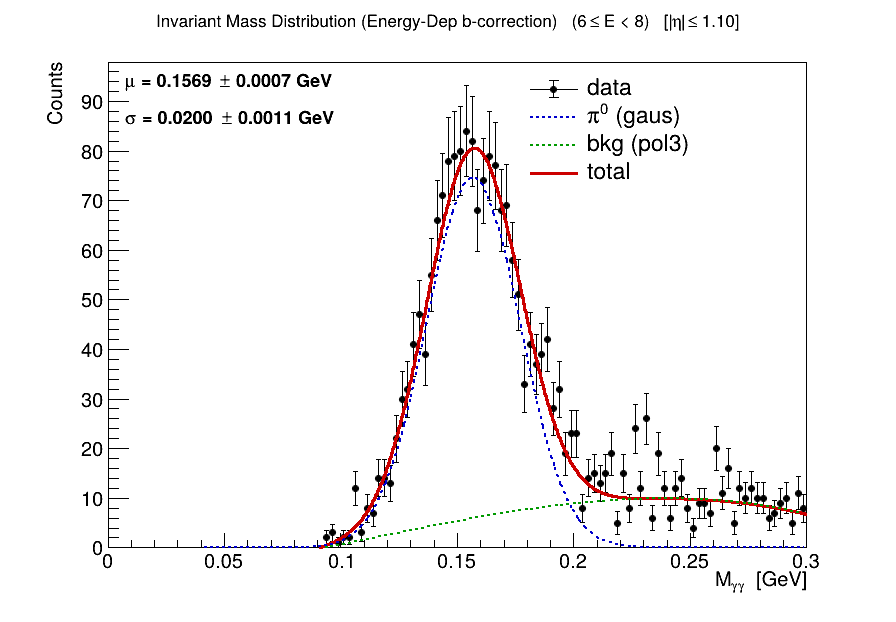 Invariant Mass Distribution (Energy-Dep b-correction) (6 ≤ E < 8) [|η| ≤ 1.10]
Counts
μ = 0.1569 ± 0.0007 GeV
σ = 0.0200 ± 0.0011 GeV
data
π⁰ (gaus)
bkg (pol3)
total
90
80
70
60
50
40
30
20
10
0
0 0.05 0.1 0.15 0.2 0.25 0.3
Mγγ [GeV]